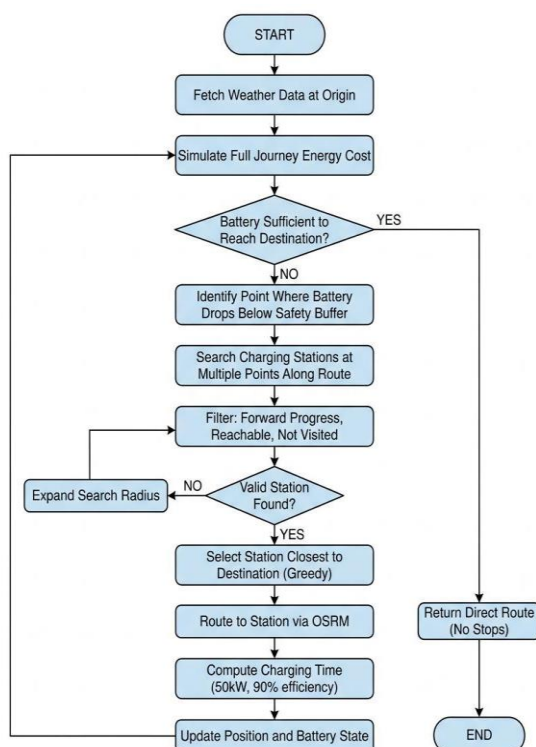 START
Fetch Weather Data at Origin
Simulate Full Journey Energy Cost
Battery Sufficient to
Reach Destination?
YES
NO
Identify Point Where Battery
Drops Below Safety Buffer
Search Charging Stations at
Multiple Points Along Route
Filter: Forward Progress,
Reachable, Not Visited
Expand Search Radius
NO
Valid Station
Found?
YES
Select Station Closest to
Destination (Greedy)
Route to Station via OSRM
Return Direct Route
(No Stops)
Compute Charging Time
(50kW, 90% efficiency)
Update Position and Battery State
END